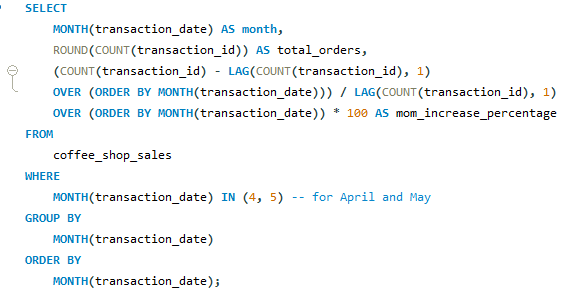 SELECT
MONTH(transaction_date) AS month,
ROUND(COUNT(transaction_id)) AS total_orders,
(COUNT(transaction_id) - LAG(COUNT(transaction_id), 1)
OVER (ORDER BY MONTH(transaction_date))) / LAG(COUNT(transaction_id), 1)
OVER (ORDER BY MONTH(transaction_date)) * 100 AS mom_increase_percentage
FROM
coffee_shop_sales
WHERE
MONTH(transaction_date) IN (4, 5) -- for April and May
GROUP BY
MONTH(transaction_date)
ORDER BY
MONTH(transaction_date);